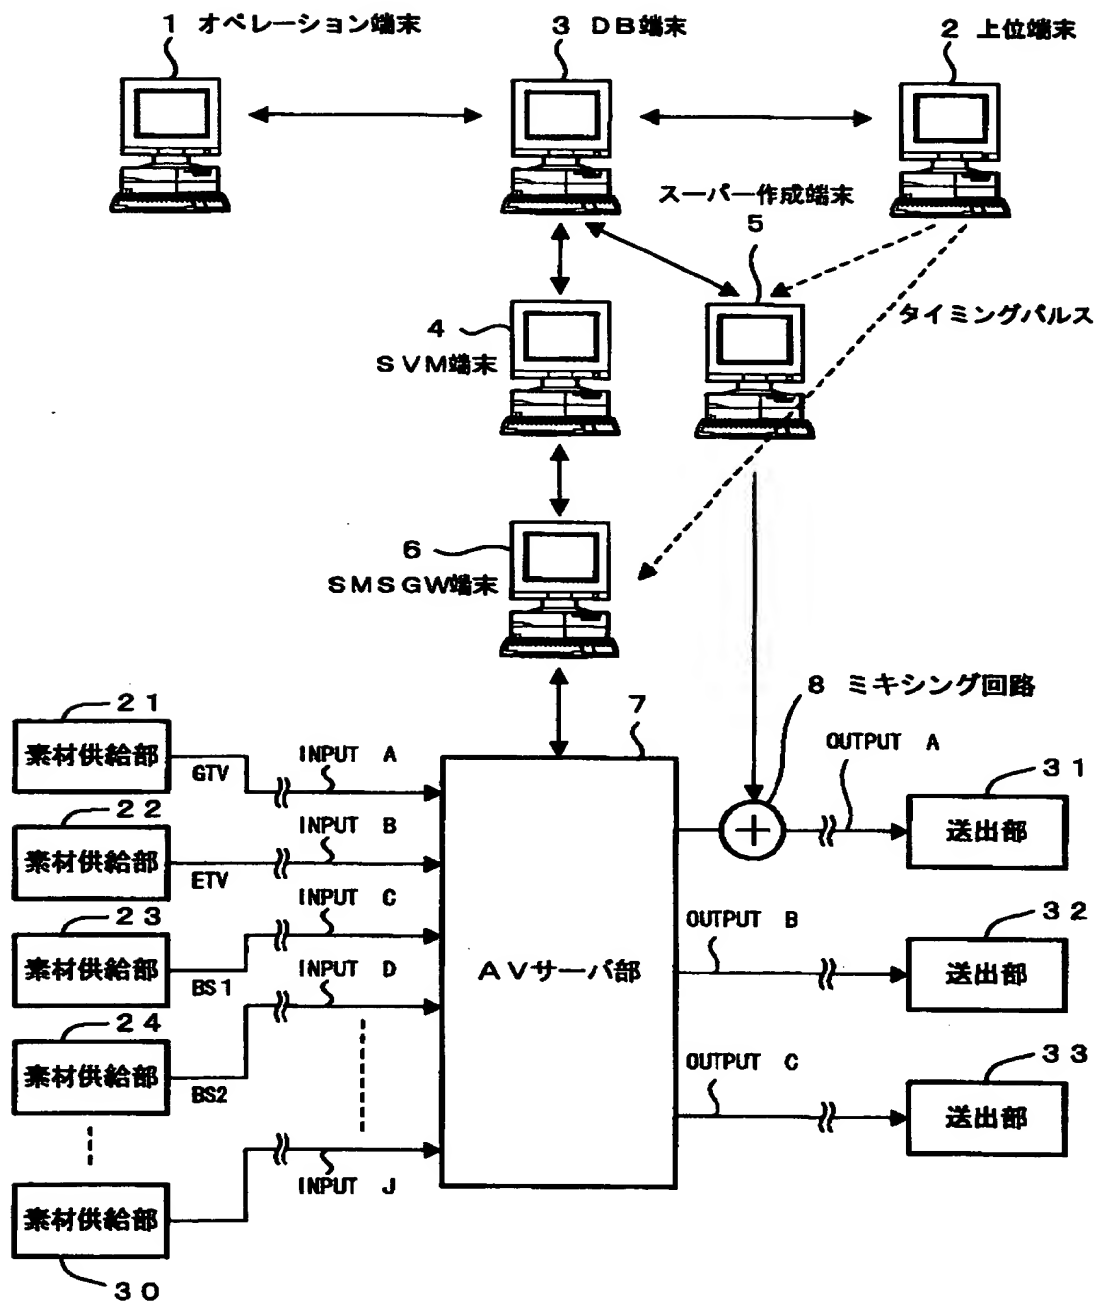 1 オペレーション端末
3 DB端末
2 上位端末
スーパー作成端末
5
タイミングパルス
4
SVM端末
6
SMSGW端末
7
8 ミキシング回路
21
素材供給部
GTV
INPUT A
OUTPUT A
31
送出部
22
素材供給部
ETV
INPUT B
23
素材供給部
BS1
INPUT C
AVサーバ部
OUTPUT B
32
送出部
24
素材供給部
BS2
INPUT D
OUTPUT C
33
送出部
INPUT J
素材供給部
30